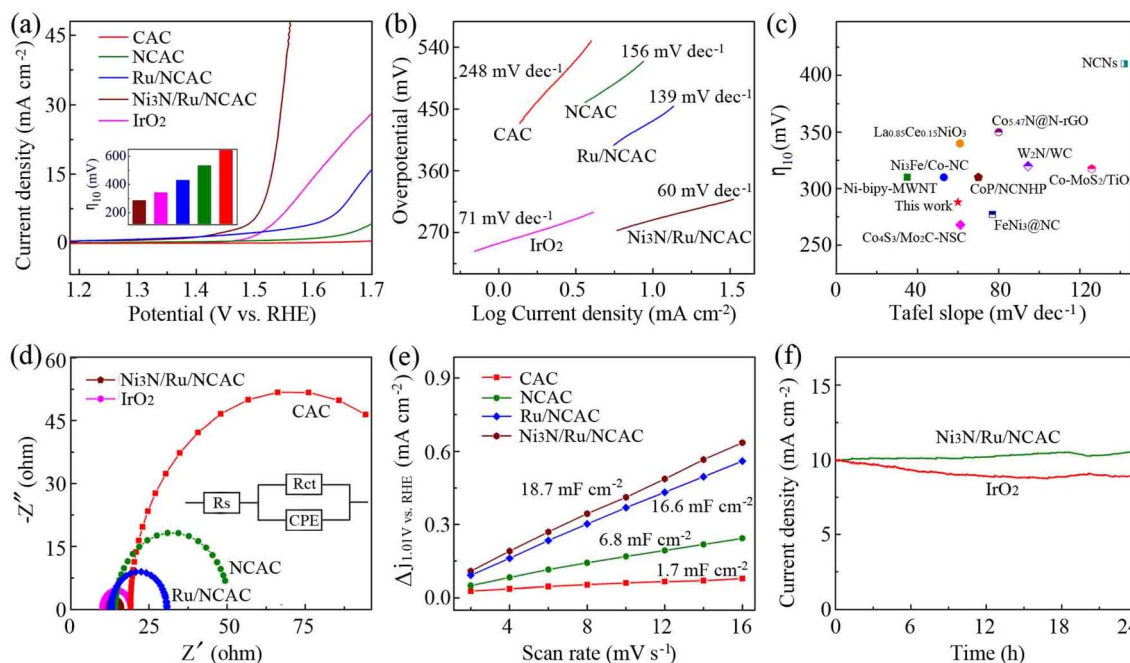 (a)
Current density (mA cm⁻²)
45
30
15
0
CAC
NCAC
Ru/NCAC
Ni₃N/Ru/NCAC
IrO₂
η₁₀ (mV)
600
400
200
1.2 1.3 1.4 1.5 1.6 1.7
Potential (V vs. RHE)
(b)
Overpotential (mV)
540
450
360
270
248 mV dec⁻¹
CAC
156 mV dec⁻¹
NCAC
139 mV dec⁻¹
Ru/NCAC
71 mV dec⁻¹
IrO₂
60 mV dec⁻¹
Ni₃N/Ru/NCAC
0.0 0.5 1.0 1.5
Log Current density (mA cm⁻²)
(c)
η₁₀ (mV)
400
350
300
250
NCNs
Co₅.₄₇N@N-rGO
La₀.₈₅Ce₀.₁₅NiO₃
W₂N/WC
Ni₃Fe/Co-NC
Co-MoS₂/TiO
Ni-bipy-MWNT
CoP/NCNHP
This work
FeNi₃@NC
Co₄S₃/Mo₂C-NSC
0 40 80 120
Tafel slope (mV dec⁻¹)
(d)
-Z″ (ohm)
60
45
30
15
0
Ni₃N/Ru/NCAC
IrO₂
CAC
Rs
Rct
CPE
NCAC
Ru/NCAC
0 25 50 75
Z′ (ohm)
(e)
Δj1.01 V vs. RHE (mA cm⁻²)
0.9
0.6
0.3
0.0
CAC
NCAC
Ru/NCAC
Ni₃N/Ru/NCAC
18.7 mF cm⁻²
16.6 mF cm⁻²
6.8 mF cm⁻²
1.7 mF cm⁻²
4 8 12 16
Scan rate (mV s⁻¹)
(f)
Current density (mA cm⁻²)
15
10
5
0
Ni₃N/Ru/NCAC
IrO₂
0 6 12 18 24
Time (h)